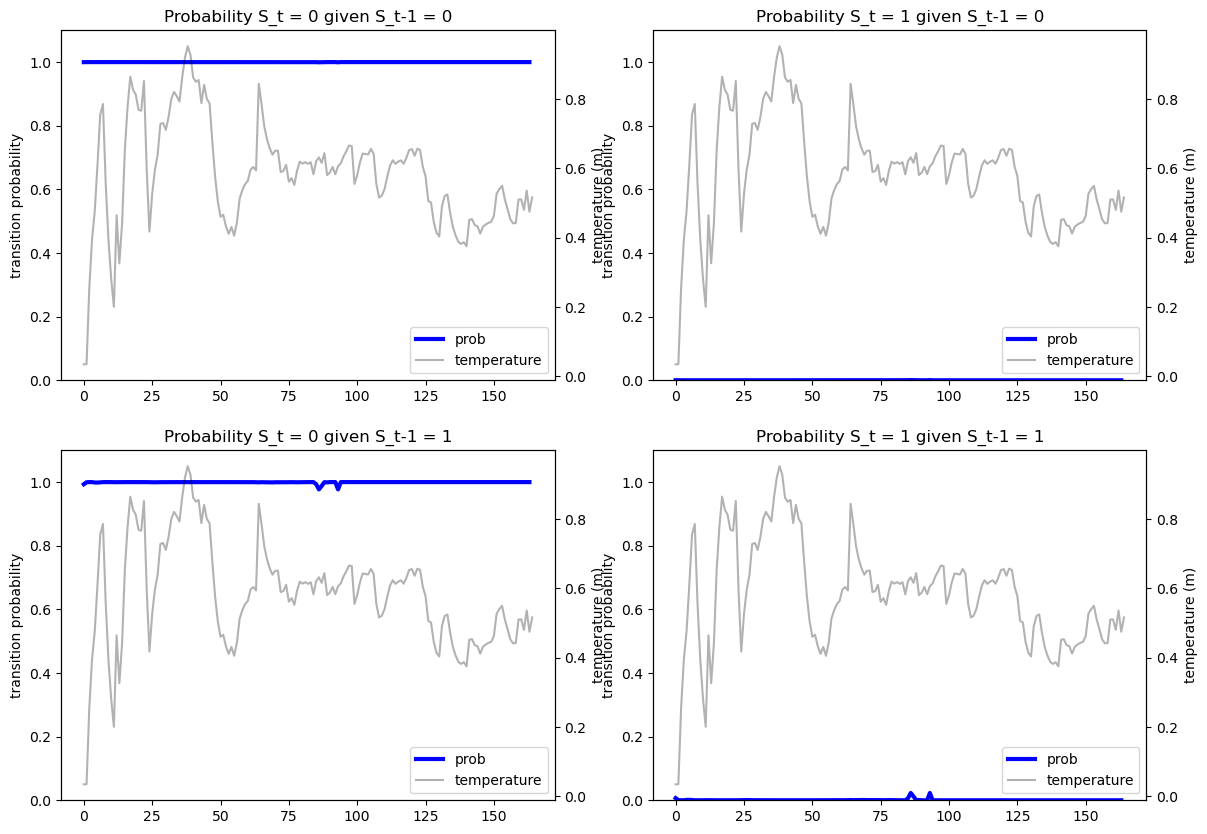 Probability S_t = 0 given S_t-1 = 0
transition probability
1.0
0.8
0.6
0.4
0.2
0.0
0.8
0.6
0.4
0.2
0.0
temperature (m)
prob
temperature
0 25 50 75 100 125 150
Probability S_t = 1 given S_t-1 = 0
transition probability
1.0
0.8
0.6
0.4
0.2
0.0
0.8
0.6
0.4
0.2
0.0
temperature (m)
prob
temperature
0 25 50 75 100 125 150
Probability S_t = 0 given S_t-1 = 1
transition probability
1.0
0.8
0.6
0.4
0.2
0.0
0.8
0.6
0.4
0.2
0.0
temperature (m)
prob
temperature
0 25 50 75 100 125 150
Probability S_t = 1 given S_t-1 = 1
transition probability
1.0
0.8
0.6
0.4
0.2
0.0
0.8
0.6
0.4
0.2
0.0
temperature (m)
prob
temperature
0 25 50 75 100 125 150